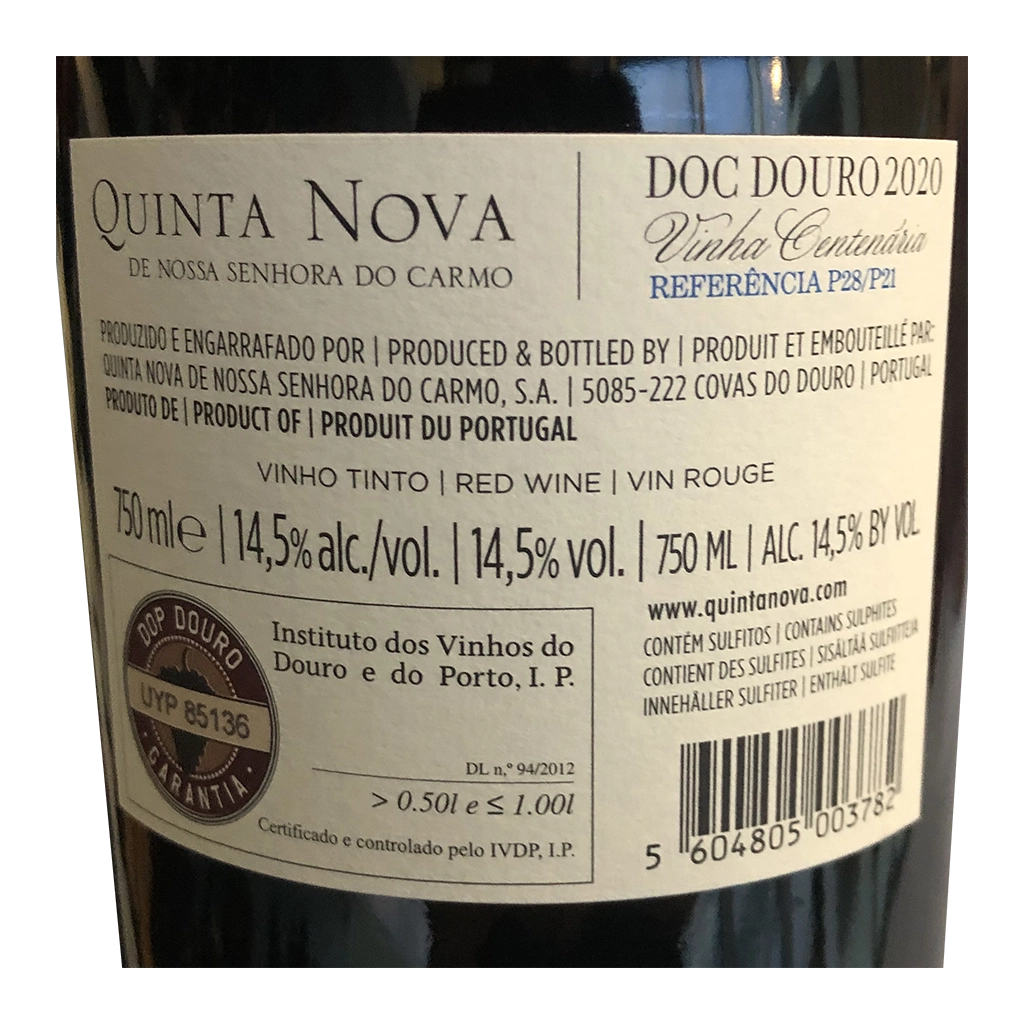 QUINTA NOVA
DE NOSSA SENHORA DO CARMO
DOC DOURO 2020
Vinha Centenária
REFERÊNCIA P28/P21
PRODUZIDO E ENGARRAFADO POR | PRODUCED & BOTTLED BY | PRODUIT ET EMBOUTEILLÉ PAR:
QUINTA NOVA DE NOSSA SENHORA DO CARMO, S.A. | 5085-222 COVAS DO DOURO | PORTUGAL
PRODUTO DE | PRODUCT OF | PRODUIT DU PORTUGAL
VINHO TINTO | RED WINE | VIN ROUGE
750 ml e | 14,5% alc./vol. | 14,5% vol. | 750 ML | ALC. 14,5% BY VOL.
DOP DOURO
UYP 85136
GARANTIA
Instituto dos Vinhos do
Douro e do Porto, I. P.
DL n,º 94/2012
> 0.50l e ≤ 1.00l
Certificado e controlado pelo IVDP, I.P.
www.quintanova.com
CONTÉM SULFITOS | CONTAINS SULPHITES
CONTIENT DES SULFITES | SISÄLTÄÄ SULFIITTEJA
INNEHÅLLER SULFITER | ENTHÄLT SULFITE
5 604805 003782